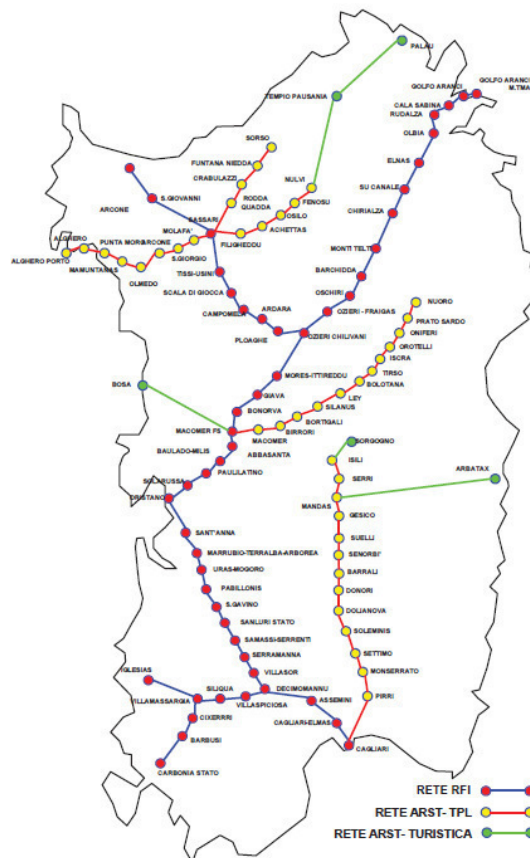 PALAU
GOLFO ARANCI
GOLFO ARANCI
M.TMA
TEMPIO PAUSANIA
CALA SABINA
RUDALZA
OLBIA
SORSO
FUNTANA NIEDDA
CRABULAZZI
NULVI
ENAS
S.GIOVANNI
FENOSU
SU CANALE
ARCONE
RODDA
QUADDA
OSILO
SASSARI
ACHETTAS
CHIRIALZA
MOLAFA'
FILIGHEDDU
ALGHERO
PUNTA MORO
ARCONE
S.GIORGIO
ALGHERO PORTO
MAMUNTANAS
OLMEDO
TISSI-USINI
MONTI TELTI
BARCHIDDA
SCALA DI GIOCCA
OSCHIRI
CAMPOMELA
ARDARA
OZIERI - FRAIGAS
NUORO
PLOAGHE
OZIERI CHILIVANI
PRATO SARDO
ONIFERI
OROTELLI
ISCRA
MORES-ITTIREDDU
TIRSO
BOLOTANA
BOSA
GIAVA
LEY
BONORVA
SILANUS
BORTIGALI
MACOMER FS
BIRRORI
MACOMER
BAULADO-MILIS
ABBASANTA
SORGOGNO
ISILI
PAULILATINO
SOLARUSSA
SERRI
ARBATAX
ORISTANO
MANDAS
GESICO
SANT'ANNA
SUELLI
MARRUBIO-TERRALBA-ARBOREA
SENORBI'
URAS-MOGORO
BARRALI
PABILLONIS
DONORI
S.GAVINO
DOLIANOVA
SANLURI STATO
SOLEMINIS
SAMASSI-SERRENTI
SERRAMANNA
SETTIMO
IGLESIAS
VILLASOR
MONSERRATO
SILIQUA
DECIMOMANNU
VILLAMASSARGIA
VILLASPICIOSA
ASSEMINI
PIRRI
CIXERRRI
CAGLIARI-ELMAS
BARBUSI
CAGLIARI
CARBONIA STATO
RETE RFI
RETE ARST- TPL
RETE ARST- TURISTICA